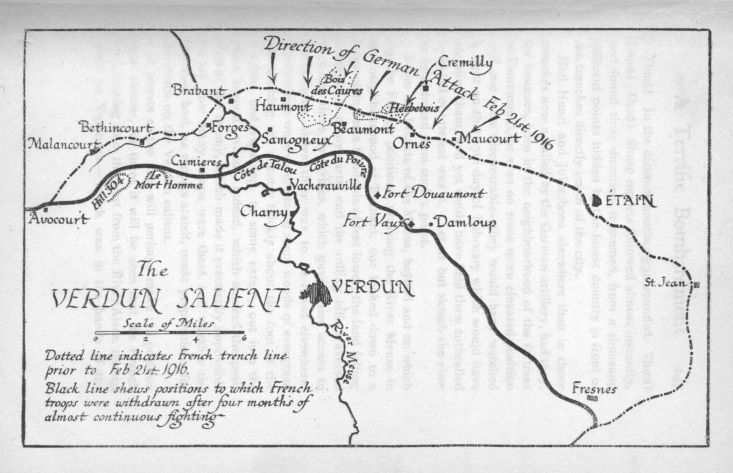 Direction of German Attack Feb 21st 1916
Cremilly
Bois
des Caures
Brabant
Haumont
Herbebois
Bethincourt
Forges
Samogneux
Beaumont
Ornes
Maucourt
Malancourt
Cumieres
Côte de Talou
Côte du Poivre
Le
Mort Homme
Hill 304
Vacherauville
Fort Douaumont
ÉTAIN
Avocourt
Charny
Fort Vaux
Damloup
The
VERDUN SALIENT
VERDUN
St. Jean
Scale of Miles
0 2 4 6
River Meuse
Dotted line indicates French trench line
prior to Feb 21st. 1916.
Black line shews positions to which French
troops were withdrawn after four months of
almost continuous fighting
Fresnes